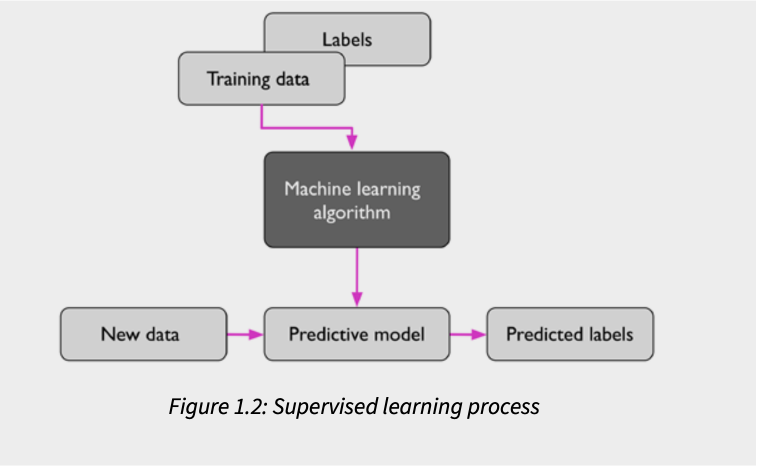 Labels
Training data
Machine learning
algorithm
New data
Predictive model
Predicted labels
Figure 1.2: Supervised learning process